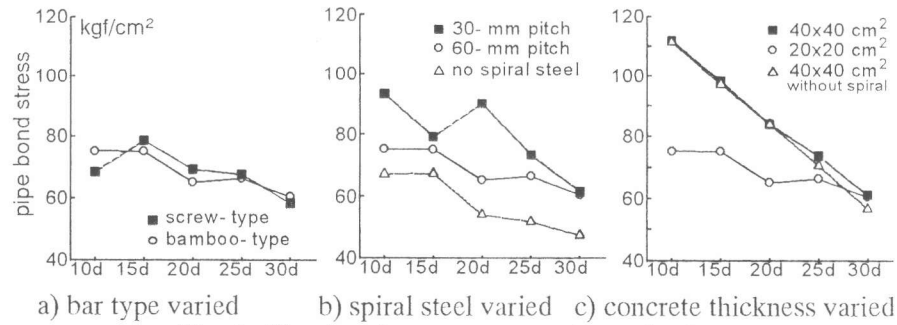 pipe bond stress
kgf/cm²
120
100
80
60
40
10d 15d 20d 25d 30d
screw-type
bamboo-type
a) bar type varied
120
100
80
60
40
10d 15d 20d 25d 30d
30-mm pitch
60-mm pitch
no spiral steel
b) spiral steel varied
120
100
80
60
40
10d 15d 20d 25d 30d
40x40 cm²
20x20 cm²
40x40 cm²
without spiral
c) concrete thickness varied